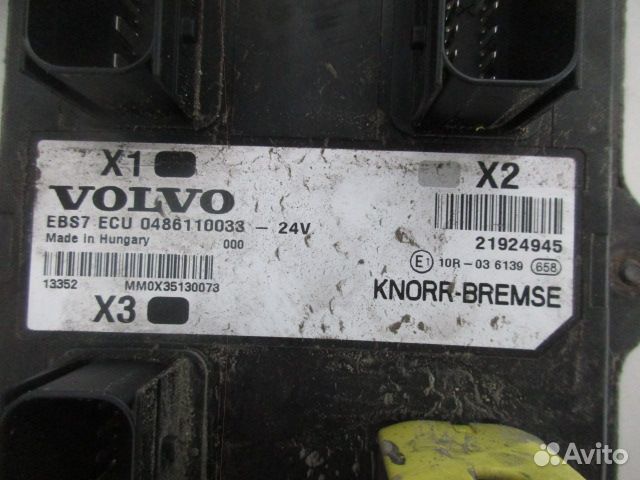 X1
X2
VOLVO
EBS7 ECU 0486110033 - 24V
Made in Hungary 000
21924945
E1 10R-03 6139 658
13352 MM0X35130073
KNORR-BREMSE
X3
Avito